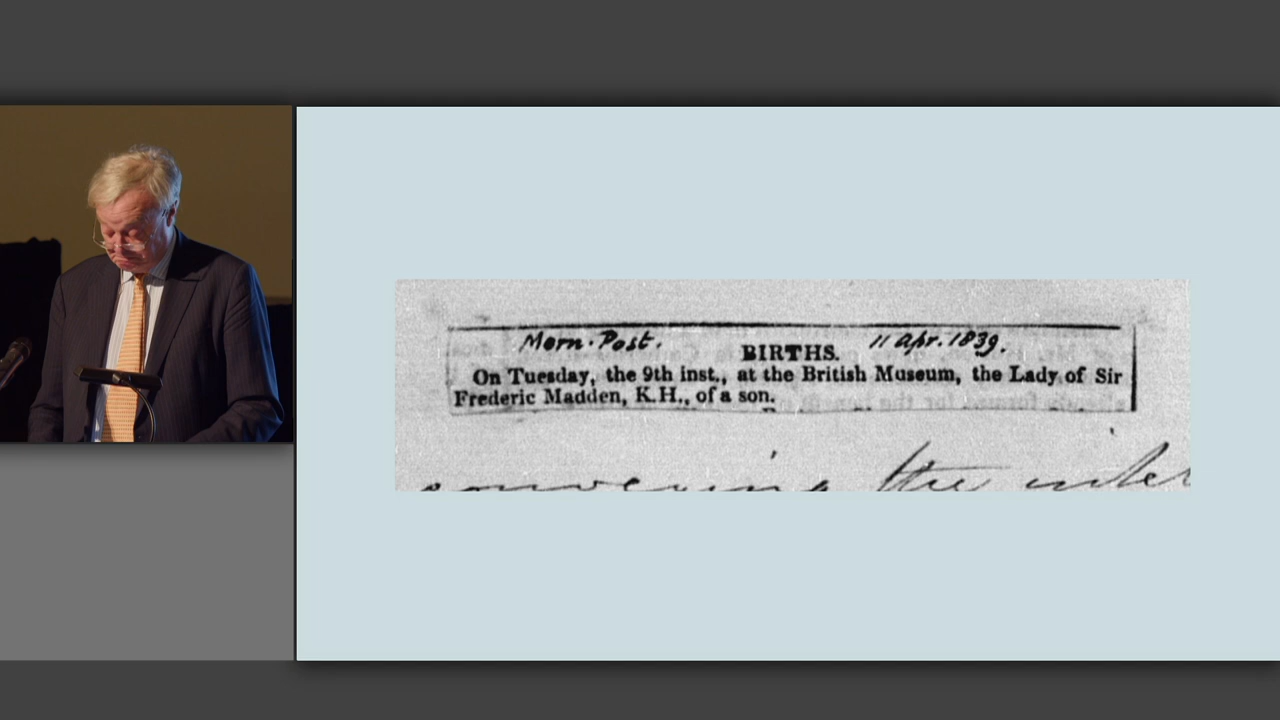 Morn. Post.
BIRTHS.
11 Apr. 1839.
On Tuesday, the 9th inst., at the British Museum, the Lady of Sir
Frederic Madden, K.H., of a son.
the